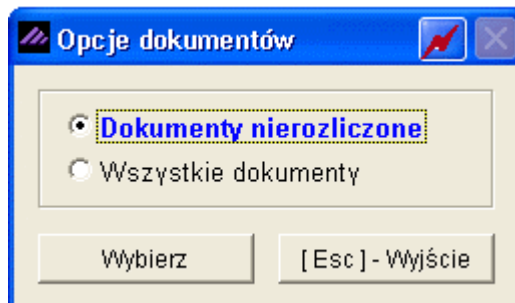 Opcje dokumentów
Dokumenty nierozliczone
Wszystkie dokumenty
Wybierz
[ Esc ] - Wyjście